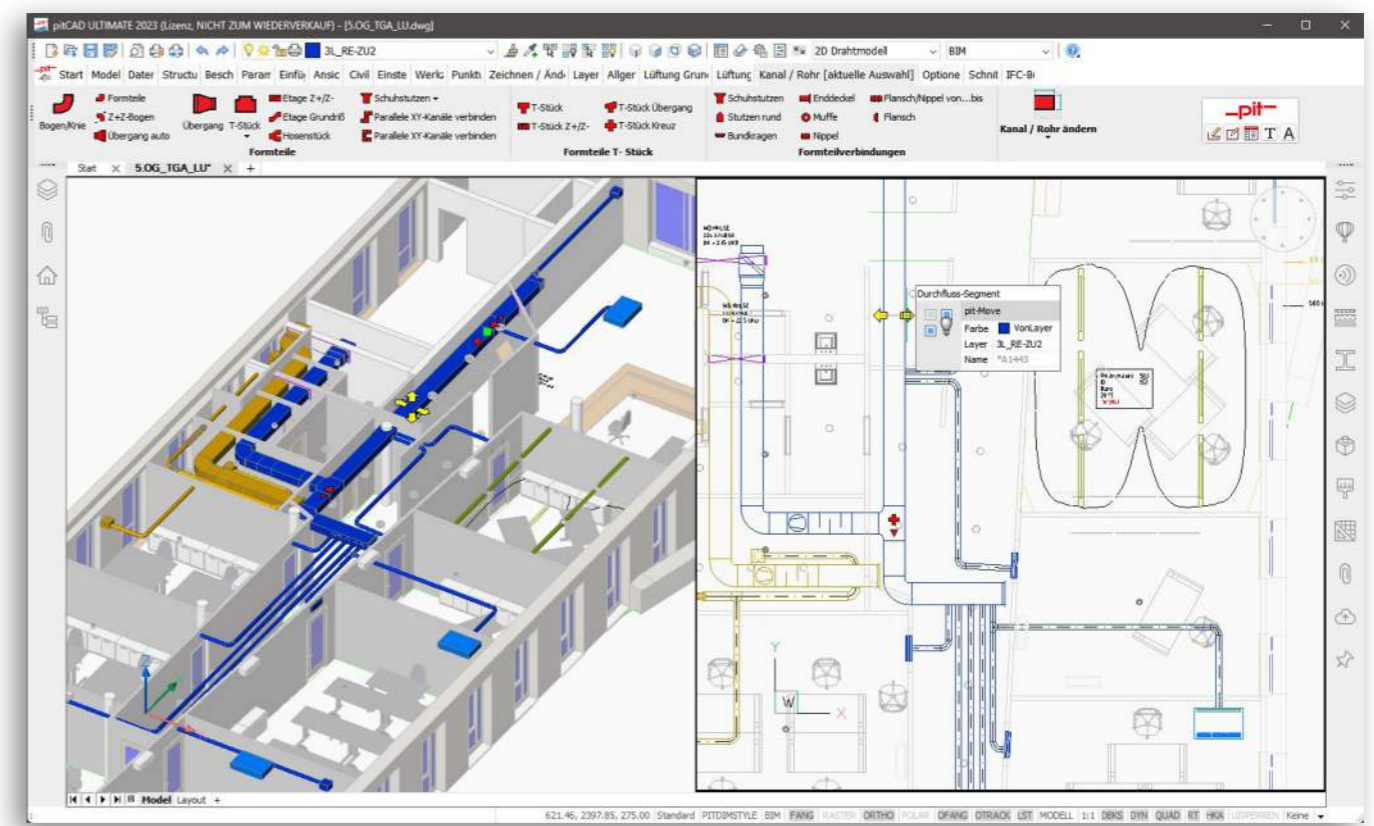 pitCAD ULTIMATE 2023 (Lizenz, NICHT ZUM WIEDERVERKAUF) - [5.OG_TGA_LU.dwg]
3L_RE-ZU2 2D Drahtmodell BIM
Start Model Dater Structu Besch Param Einfüg Ansic Civil Einste Werkz Punktı Zeichnen / Ände Layer Allger Lüftung Grun Lüftung Kanal / Rohr [aktuelle Auswahl] Optione Schnit IFC-B
Formteile Etage Z+/Z- Schuhstutzen T-Stück T-Stück Übergang Schuhstutzen Enddeckel Flansch/Nippel von...bis
Z+Z-Bogen Etage Grundriß Parallele XY-Kanäle verbinden T-Stück Z+/Z- T-Stück Kreuz Stutzen rund Muffe Flansch
Bogen/Knie Übergang auto Übergang T-Stück Hosenstück Parallele XY-Kanäle verbinden Bundkragen Nippel Kanal / Rohr ändern
Formteile Formteile T- Stück Formteilverbindungen
pit
T A
Start 5.OG_TGA_LU* +
Durchfluss-Segment
pit-Move
Farbe VonLayer
Layer 3L_RE-ZU2
Name *A1443
Y
W X
Model Layout +
621.46, 2397.85, 275.00 Standard PITDIMSTYLE BIM FANG RASTER ORTHO POLAR OFANG OTRACK LST MODELL 1:1 DBKS DYN QUAD RT HKA UISPERREN Keine